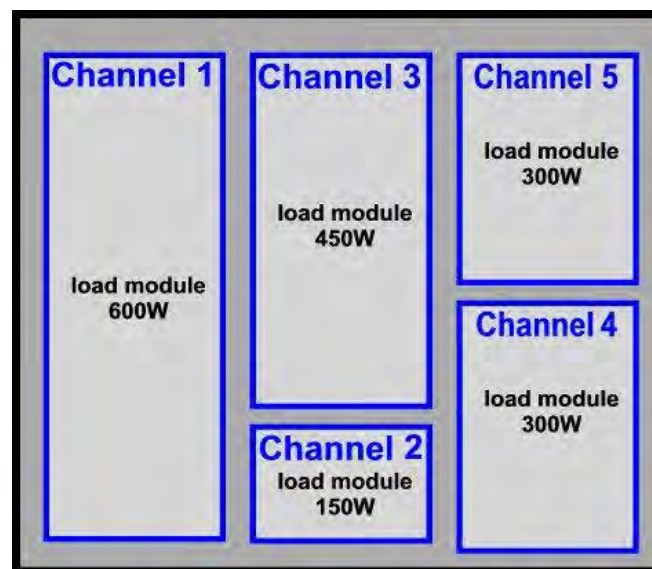 Channel 1
load module
600W
Channel 3
load module
450W
Channel 2
load module
150W
Channel 5
load module
300W
Channel 4
load module
300W